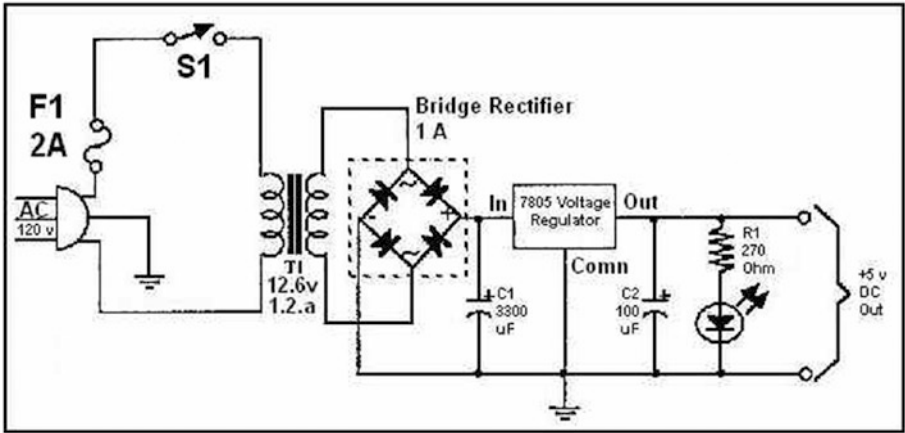 S1
F1
2A
AC
120 v
T1
12.6v
1.2.a
Bridge Rectifier
1 A
~
-
+
~
In
7805 Voltage
Regulator
Out
Comn
+
C1
3300
uF
+
C2
100
uF
R1
270
Ohm
+5 v
DC
Out